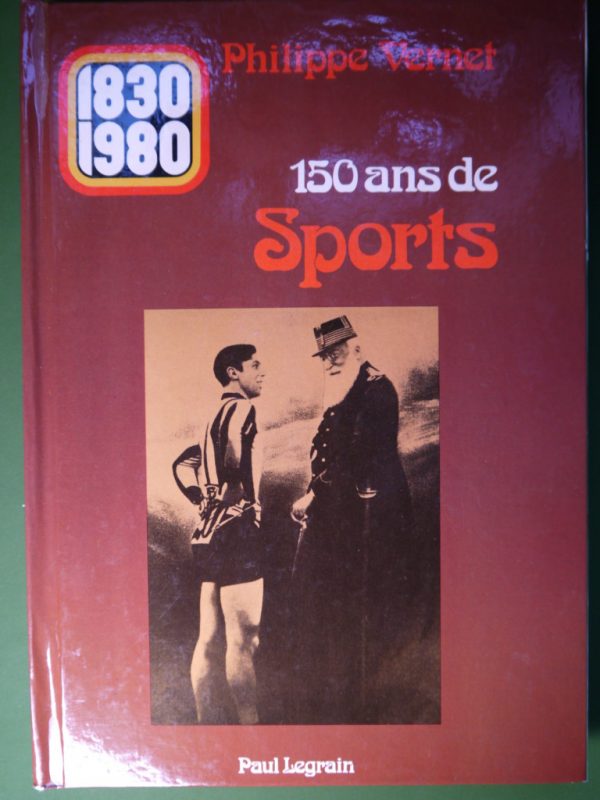 Philippe Vernet
1830
1980
150 ans de
Sports
Paul Legrain